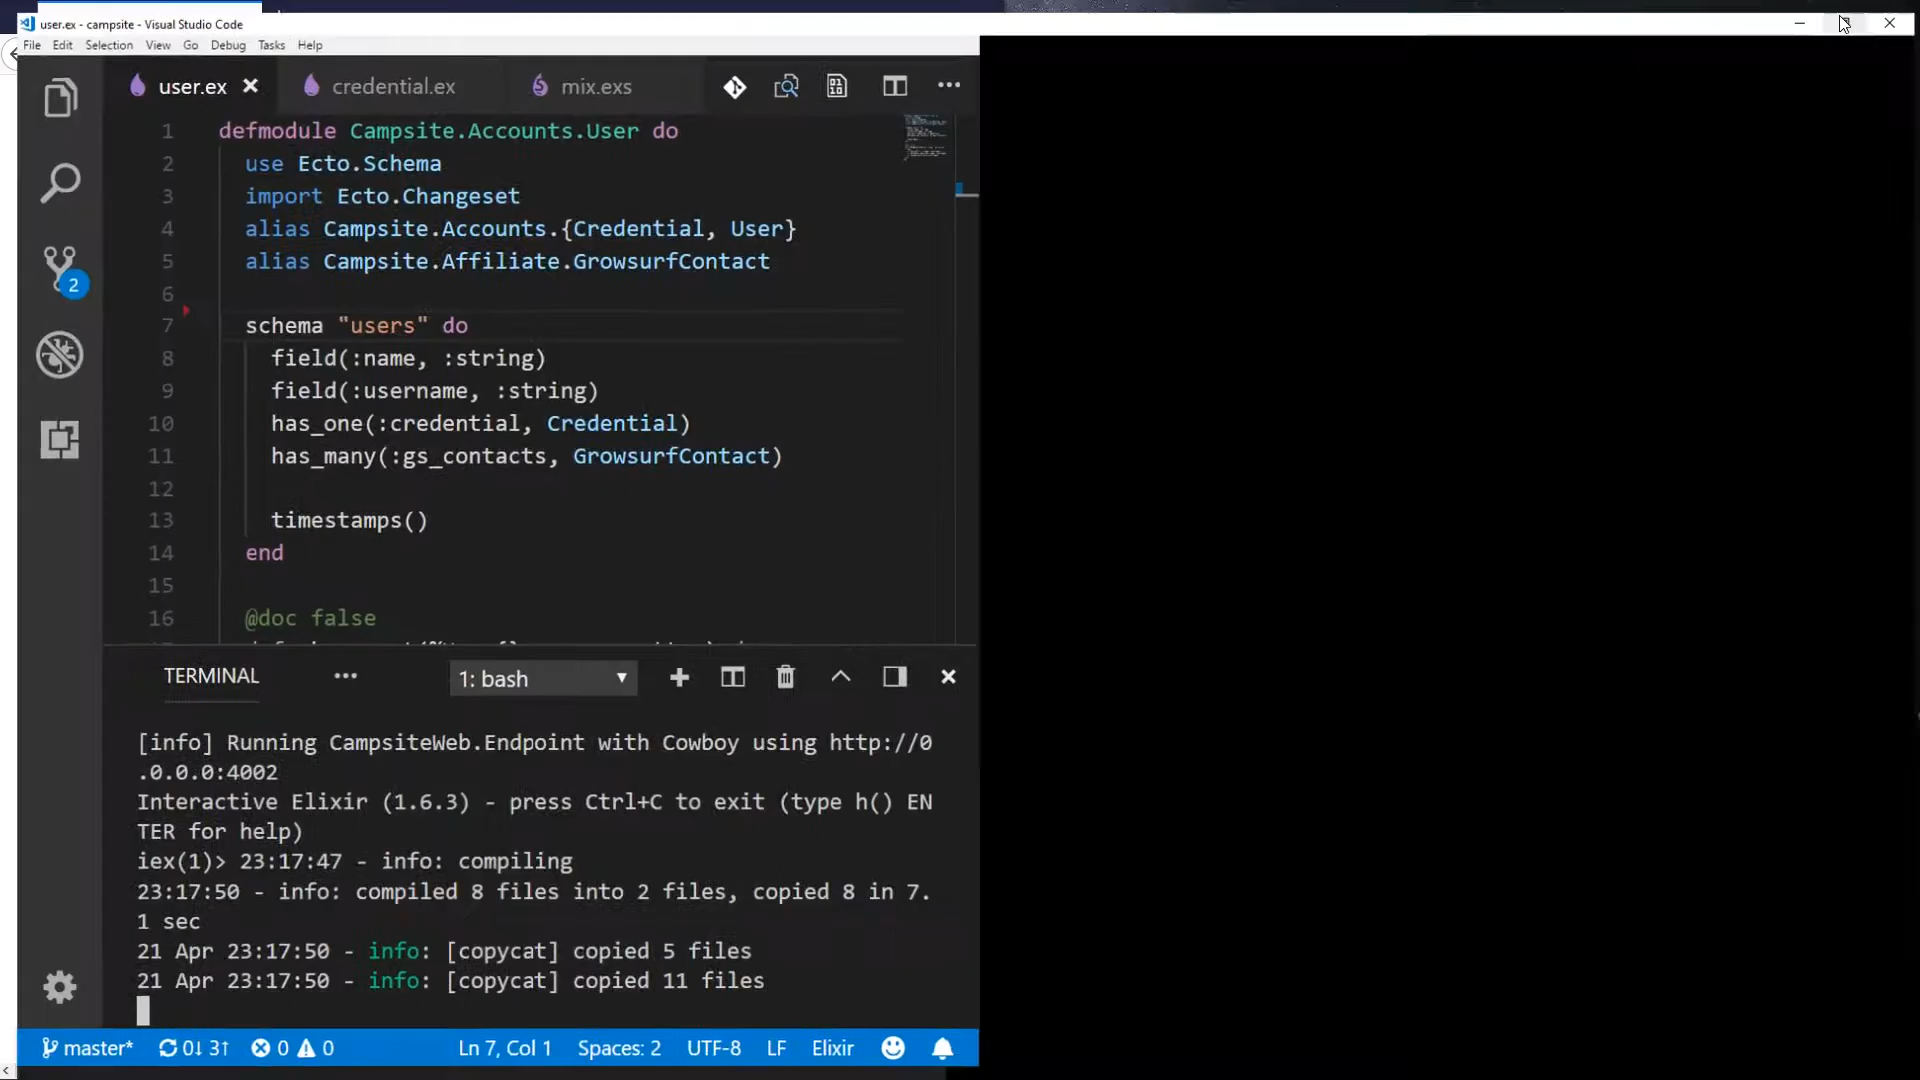 user.ex - campsite - Visual Studio Code
File Edit Selection View Go Debug Tasks Help
user.ex credential.ex mix.exs
1 defmodule Campsite.Accounts.User do
2 use Ecto.Schema
3 import Ecto.Changeset
4 alias Campsite.Accounts.{Credential, User}
5 alias Campsite.Affiliate.GrowsurfContact
6
7 schema "users" do
8 field(:name, :string)
9 field(:username, :string)
10 has_one(:credential, Credential)
11 has_many(:gs_contacts, GrowsurfContact)
12
13 timestamps()
14 end
15
16 @doc false
2
TERMINAL 1: bash
[info] Running CampsiteWeb.Endpoint with Cowboy using http://0
.0.0.0:4002
Interactive Elixir (1.6.3) - press Ctrl+C to exit (type h() EN
TER for help)
iex(1)> 23:17:47 - info: compiling
23:17:50 - info: compiled 8 files into 2 files, copied 8 in 7.
1 sec
21 Apr 23:17:50 - info: [copycat] copied 5 files
21 Apr 23:17:50 - info: [copycat] copied 11 files
master* 0↓ 3↑ 0 0 Ln 7, Col 1 Spaces: 2 UTF-8 LF Elixir